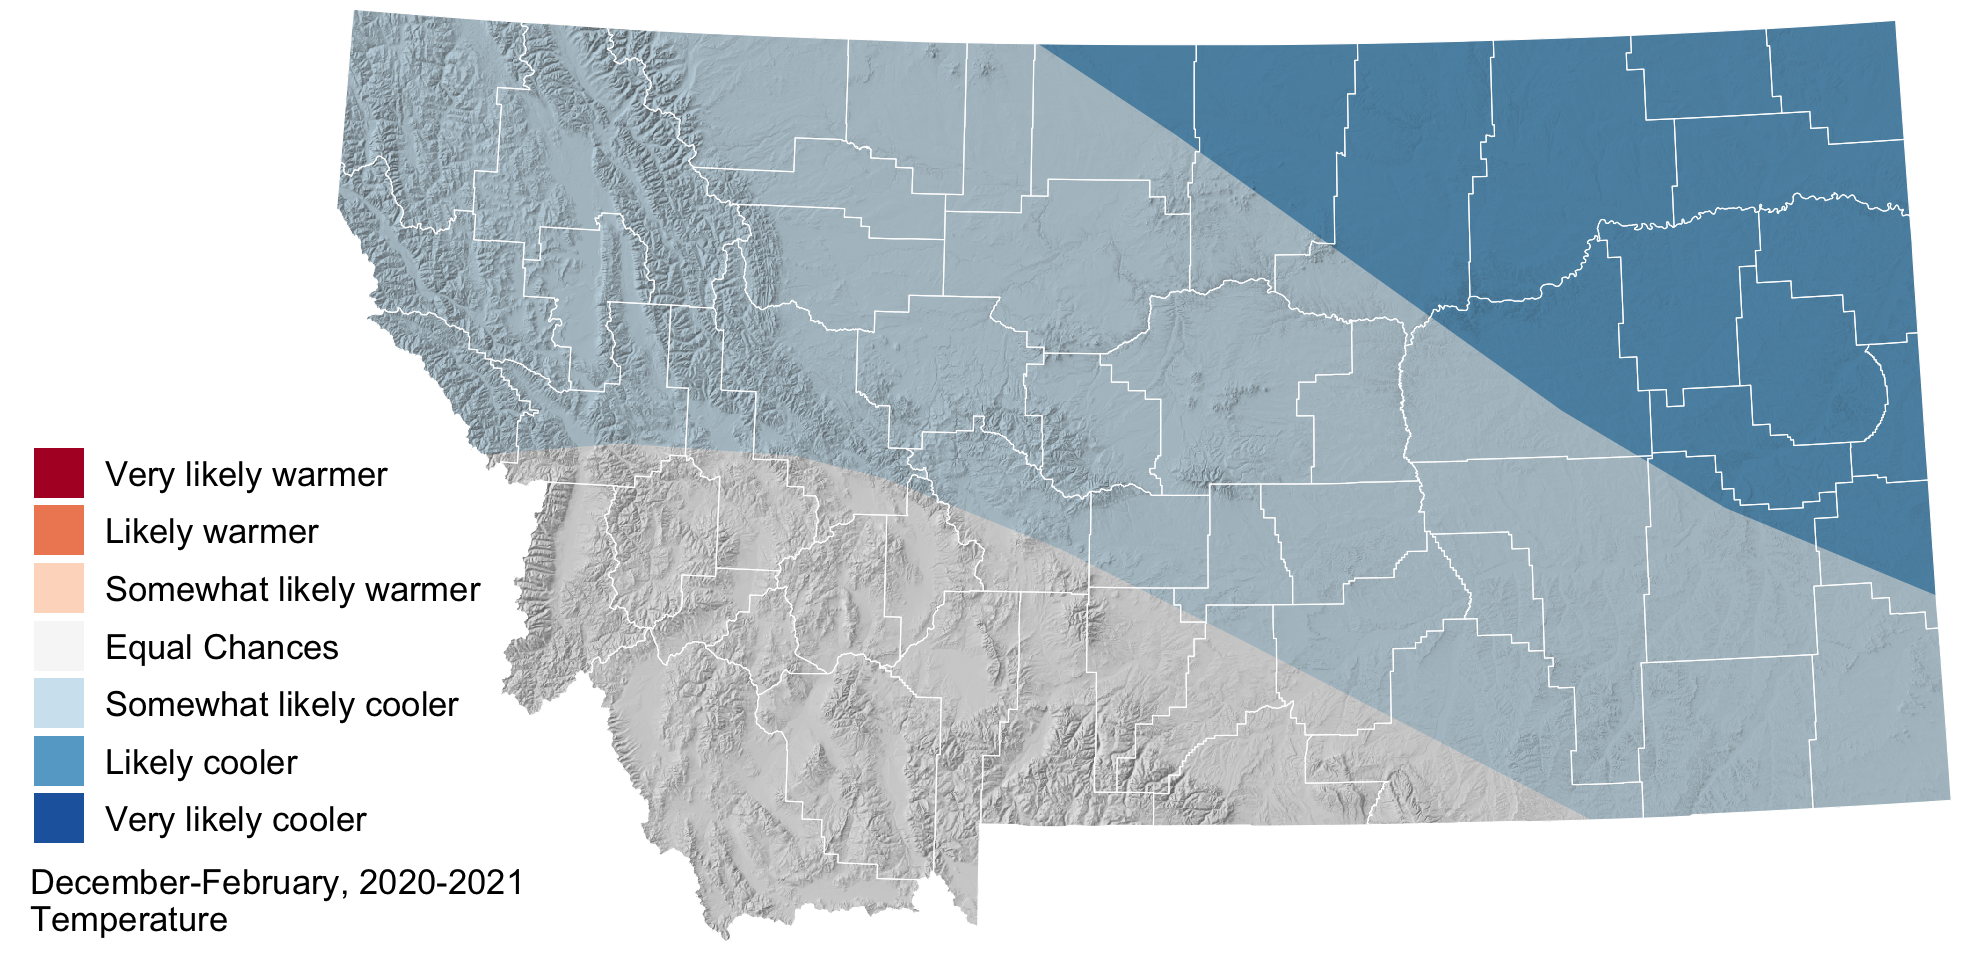 Very likely warmer
Likely warmer
Somewhat likely warmer
Equal Chances
Somewhat likely cooler
Likely cooler
Very likely cooler
December-February, 2020-2021
Temperature